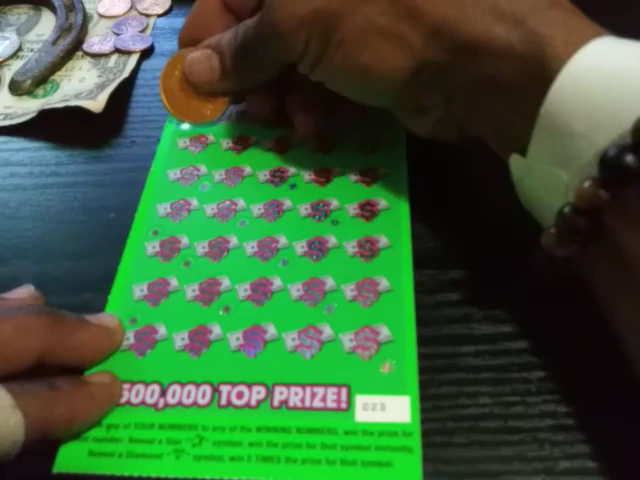 500,000 TOP PRIZE!
023
any of YOUR NUMBERS to any of the WINNING NUMBERS, win the prize for
number. Reveal a Star symbol, win the prize for that symbol instantly.
Reveal a Diamond symbol, win 5 TIMES the prize for that symbol.